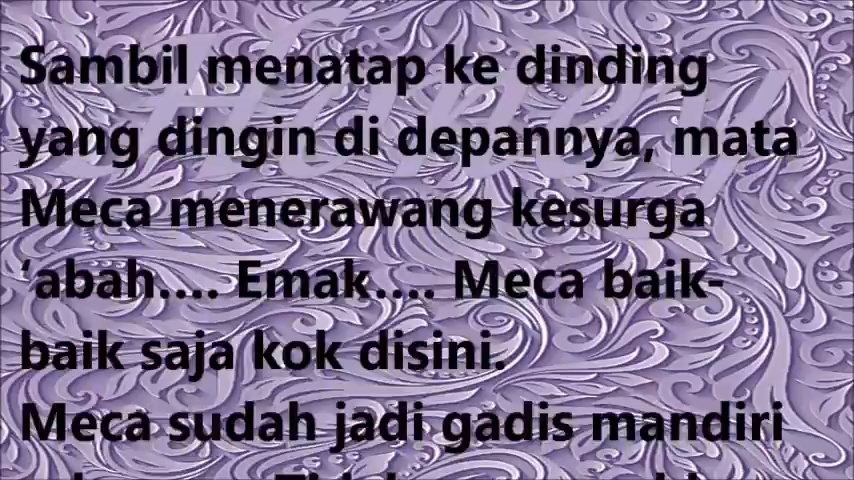 Honey
Sambil menatap ke dinding
yang dingin di depannya, mata
Meca menerawang kesurga
‘abah.... Emak.... Meca baik-
baik saja kok disini.
Meca sudah jadi gadis mandiri